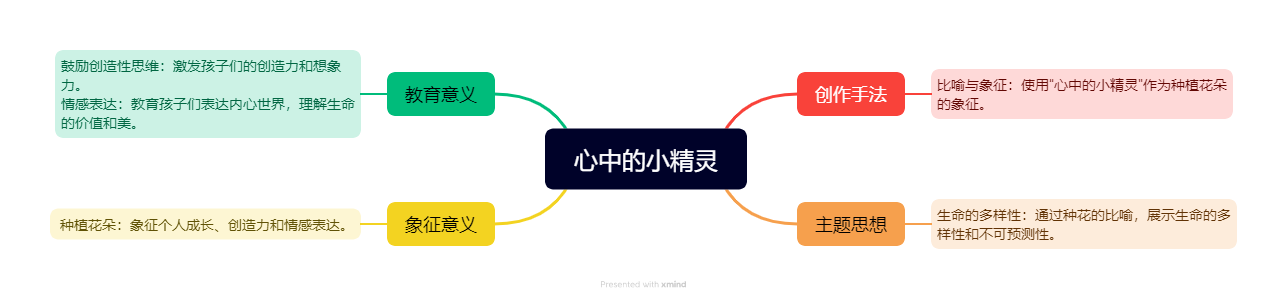 鼓励创造性思维：激发孩子们的创造力和想象
力。
情感表达：教育孩子们表达内心世界，理解生命
的价值和美。
教育意义
创作手法
比喻与象征：使用"心中的小精灵"作为种植花朵
的象征。
心中的小精灵
种植花朵：象征个人成长、创造力和情感表达。
象征意义
主题思想
生命的多样性：通过种花的比喻，展示生命的多
样性和不可预测性。
Presented with xmind